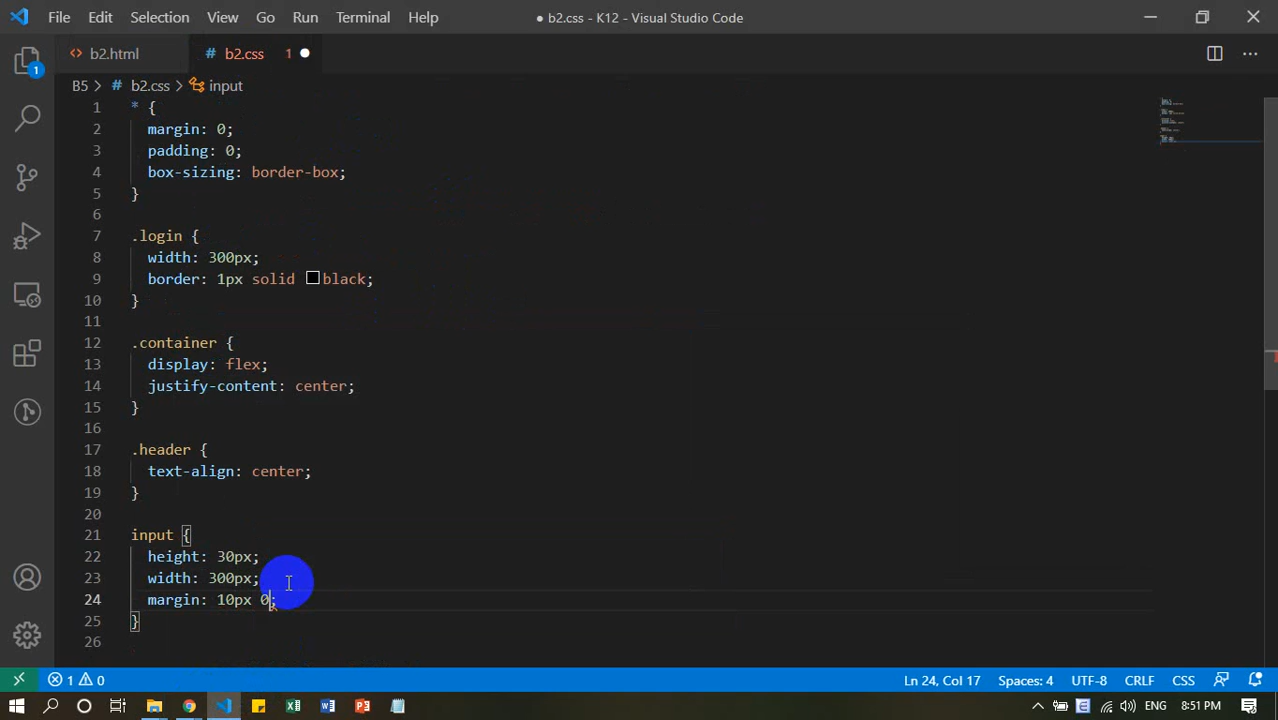 File Edit Selection View Go Run Terminal Help
● b2.css - K12 - Visual Studio Code
<> b2.html
# b2.css 1 ●
B5 > # b2.css > input
1
1 * {
2 margin: 0;
3 padding: 0;
4 box-sizing: border-box;
5 }
6
7 .login {
8 width: 300px;
9 border: 1px solid black;
10 }
11
12 .container {
13 display: flex;
14 justify-content: center;
15 }
16
17 .header {
18 text-align: center;
19 }
20
21 input {
22 height: 30px;
23 width: 300px;
24 margin: 10px 0;
25 }
26
1 0 Ln 24, Col 17 Spaces: 4 UTF-8 CRLF CSS
ENG 8:51 PM